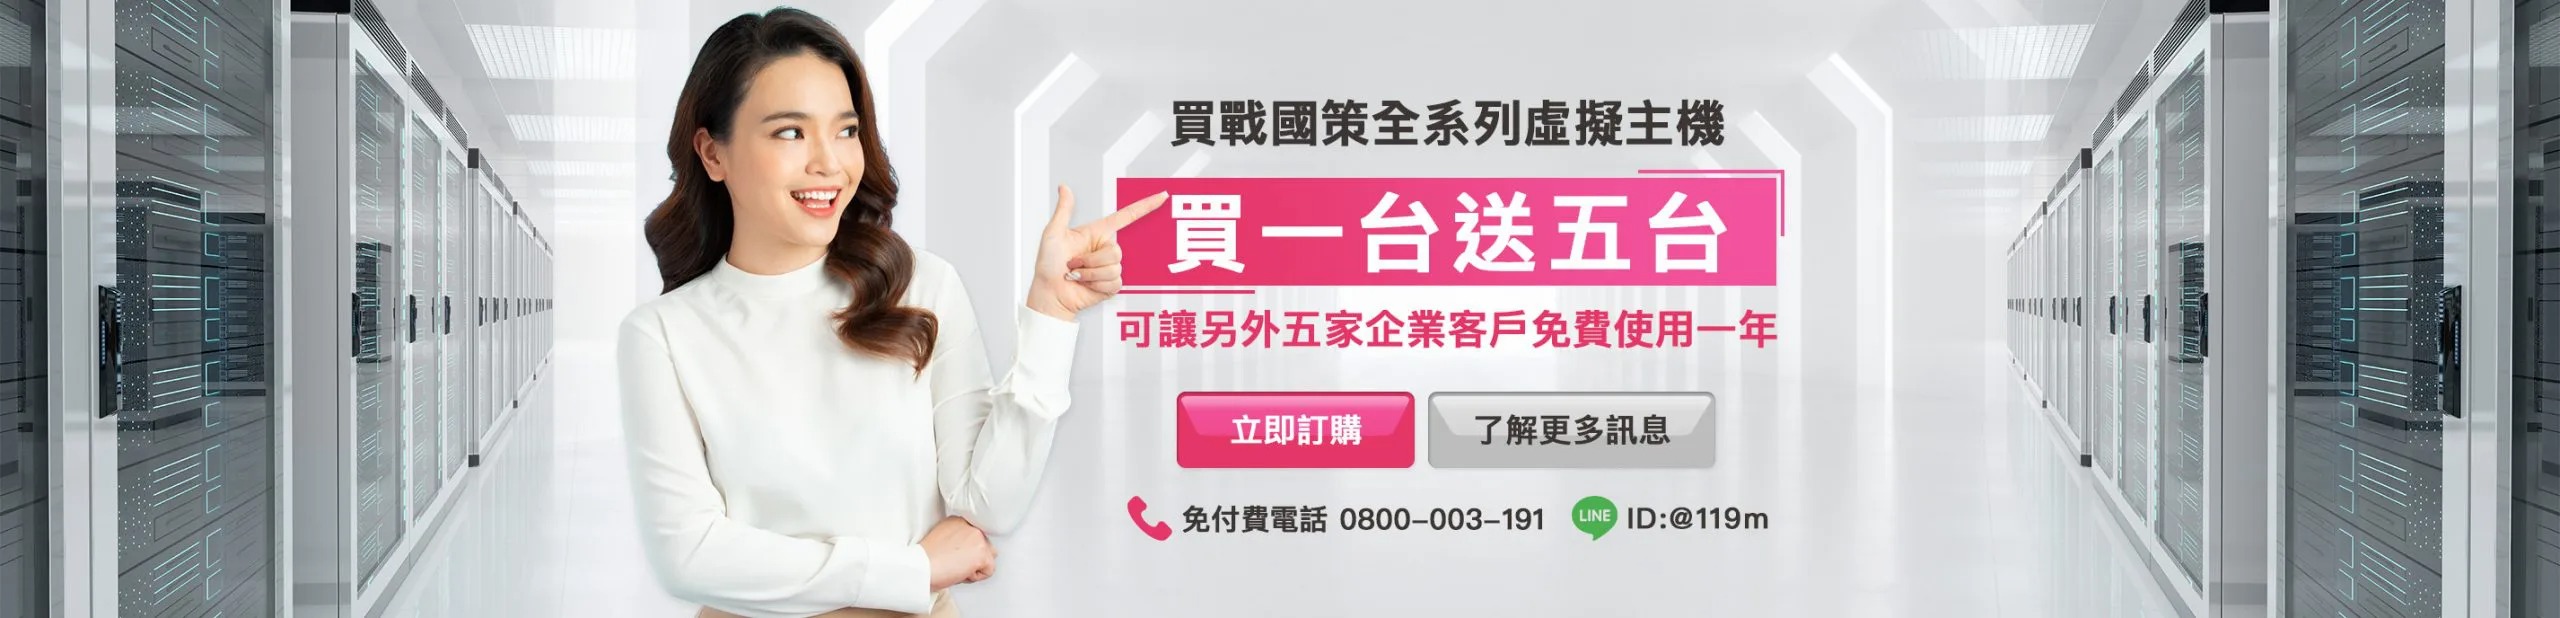 買戰國策全系列虛擬主機
買一台送五台
可讓另外五家企業客戶免費使用一年
立即訂購
了解更多訊息
免付費電話 0800-003-191
LINE ID:@119m